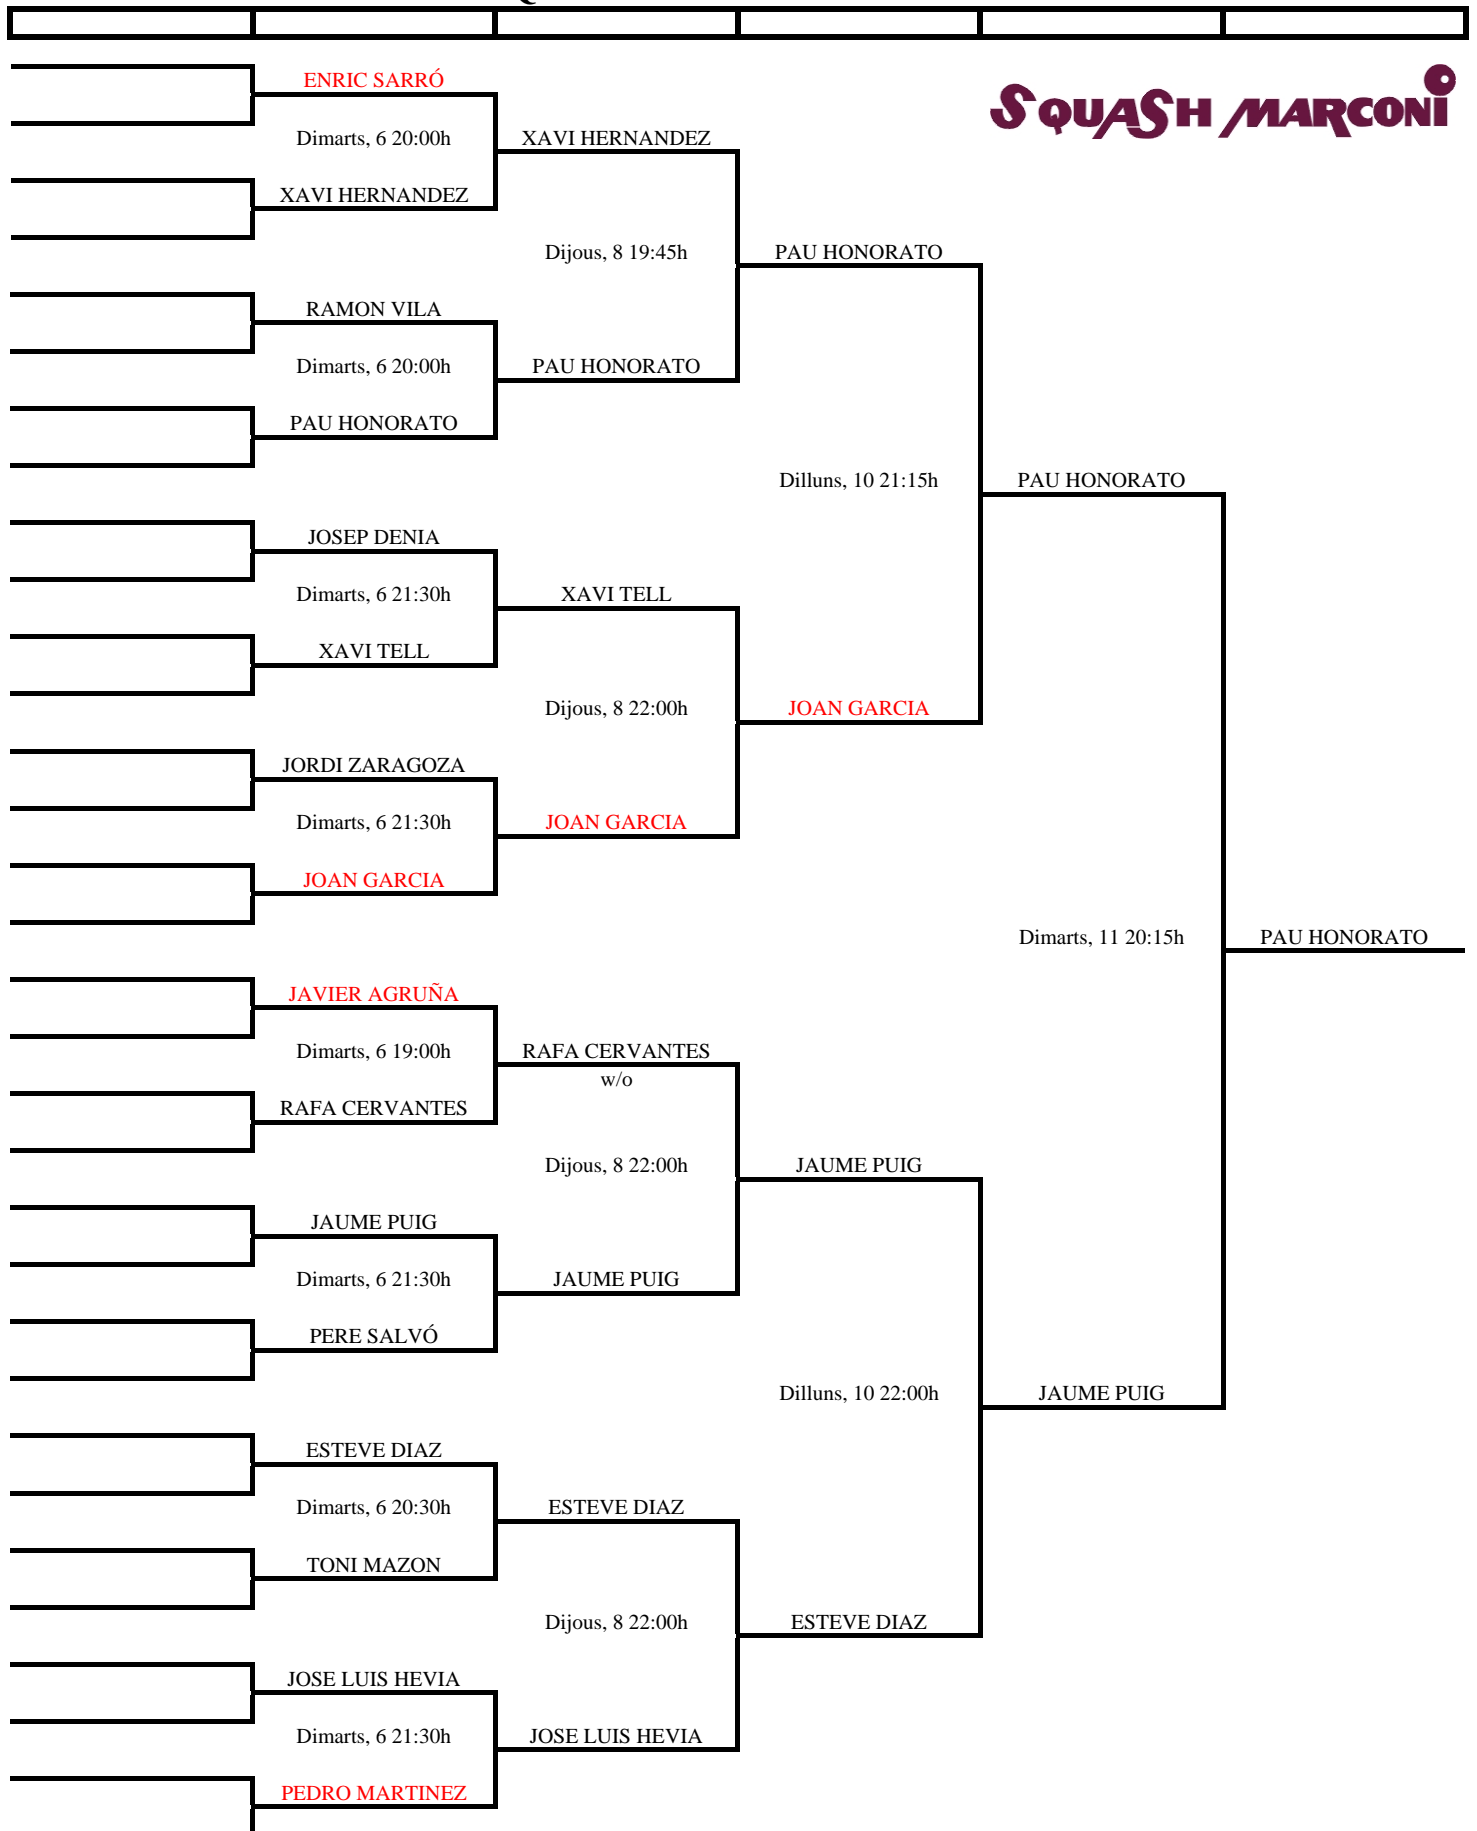 SQUASH MARCONI
ENRIC SARRÓ
Dimarts, 6 20:00h
XAVI HERNANDEZ
XAVI HERNANDEZ
Dijous, 8 19:45h
PAU HONORATO
RAMON VILA
Dimarts, 6 20:00h
PAU HONORATO
PAU HONORATO
Dilluns, 10 21:15h
PAU HONORATO
JOSEP DENIA
Dimarts, 6 21:30h
XAVI TELL
XAVI TELL
Dijous, 8 22:00h
JOAN GARCIA
JORDI ZARAGOZA
Dimarts, 6 21:30h
JOAN GARCIA
JOAN GARCIA
Dimarts, 11 20:15h
PAU HONORATO
JAVIER AGRUÑA
Dimarts, 6 19:00h
RAFA CERVANTES
w/o
RAFA CERVANTES
Dijous, 8 22:00h
JAUME PUIG
JAUME PUIG
Dimarts, 6 21:30h
JAUME PUIG
PERE SALVÓ
Dilluns, 10 22:00h
JAUME PUIG
ESTEVE DIAZ
Dimarts, 6 20:30h
ESTEVE DIAZ
TONI MAZON
Dijous, 8 22:00h
ESTEVE DIAZ
JOSE LUIS HEVIA
Dimarts, 6 21:30h
JOSE LUIS HEVIA
PEDRO MARTINEZ